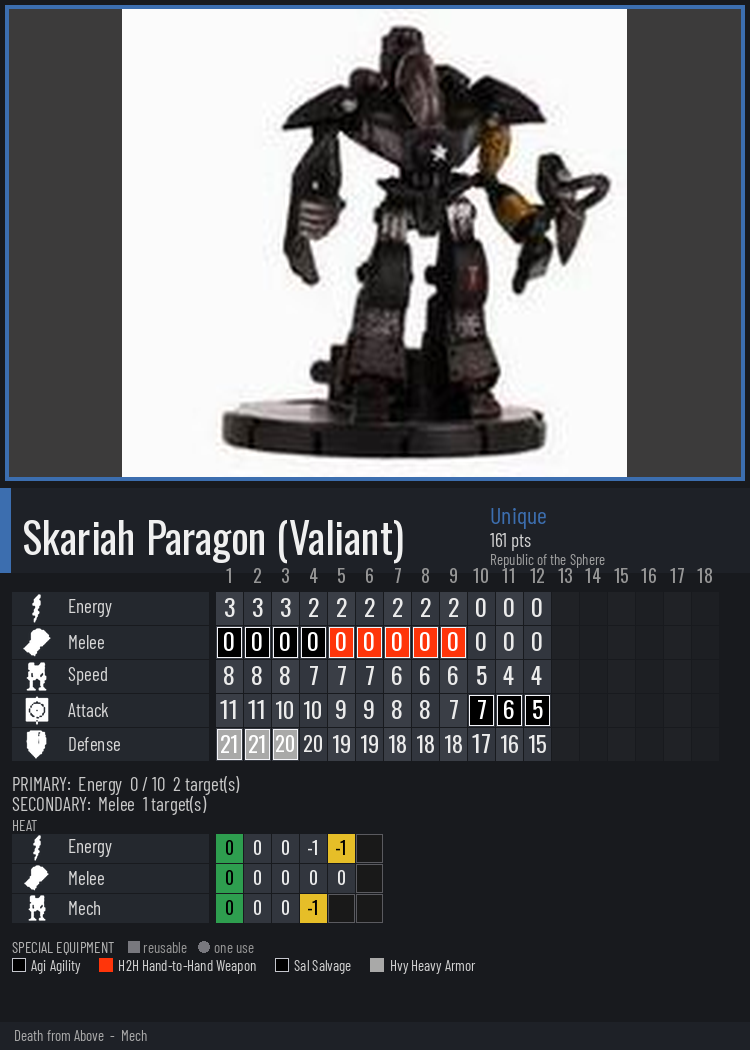 Skariah Paragon (Valiant)
Unique
161 pts
Republic of the Sphere
1 2 3 4 5 6 7 8 9 10 11 12 13 14 15 16 17 18
Energy 3 3 3 2 2 2 2 2 2 0 0 0
Melee 0 0 0 0 0 0 0 0 0 0 0 0
Speed 8 8 8 7 7 7 6 6 6 5 4 4
Attack 11 11 10 10 9 9 8 8 7 7 6 5
Defense 21 21 20 20 19 19 18 18 18 17 16 15
PRIMARY: Energy 0 / 10 2 target(s)
SECONDARY: Melee 1 target(s)
HEAT
Energy 0 0 0 -1 -1
Melee 0 0 0 0 0
Mech 0 0 0 -1
SPECIAL EQUIPMENT reusable one use
Agi Agility H2H Hand-to-Hand Weapon Sal Salvage Hvy Heavy Armor
Death from Above - Mech